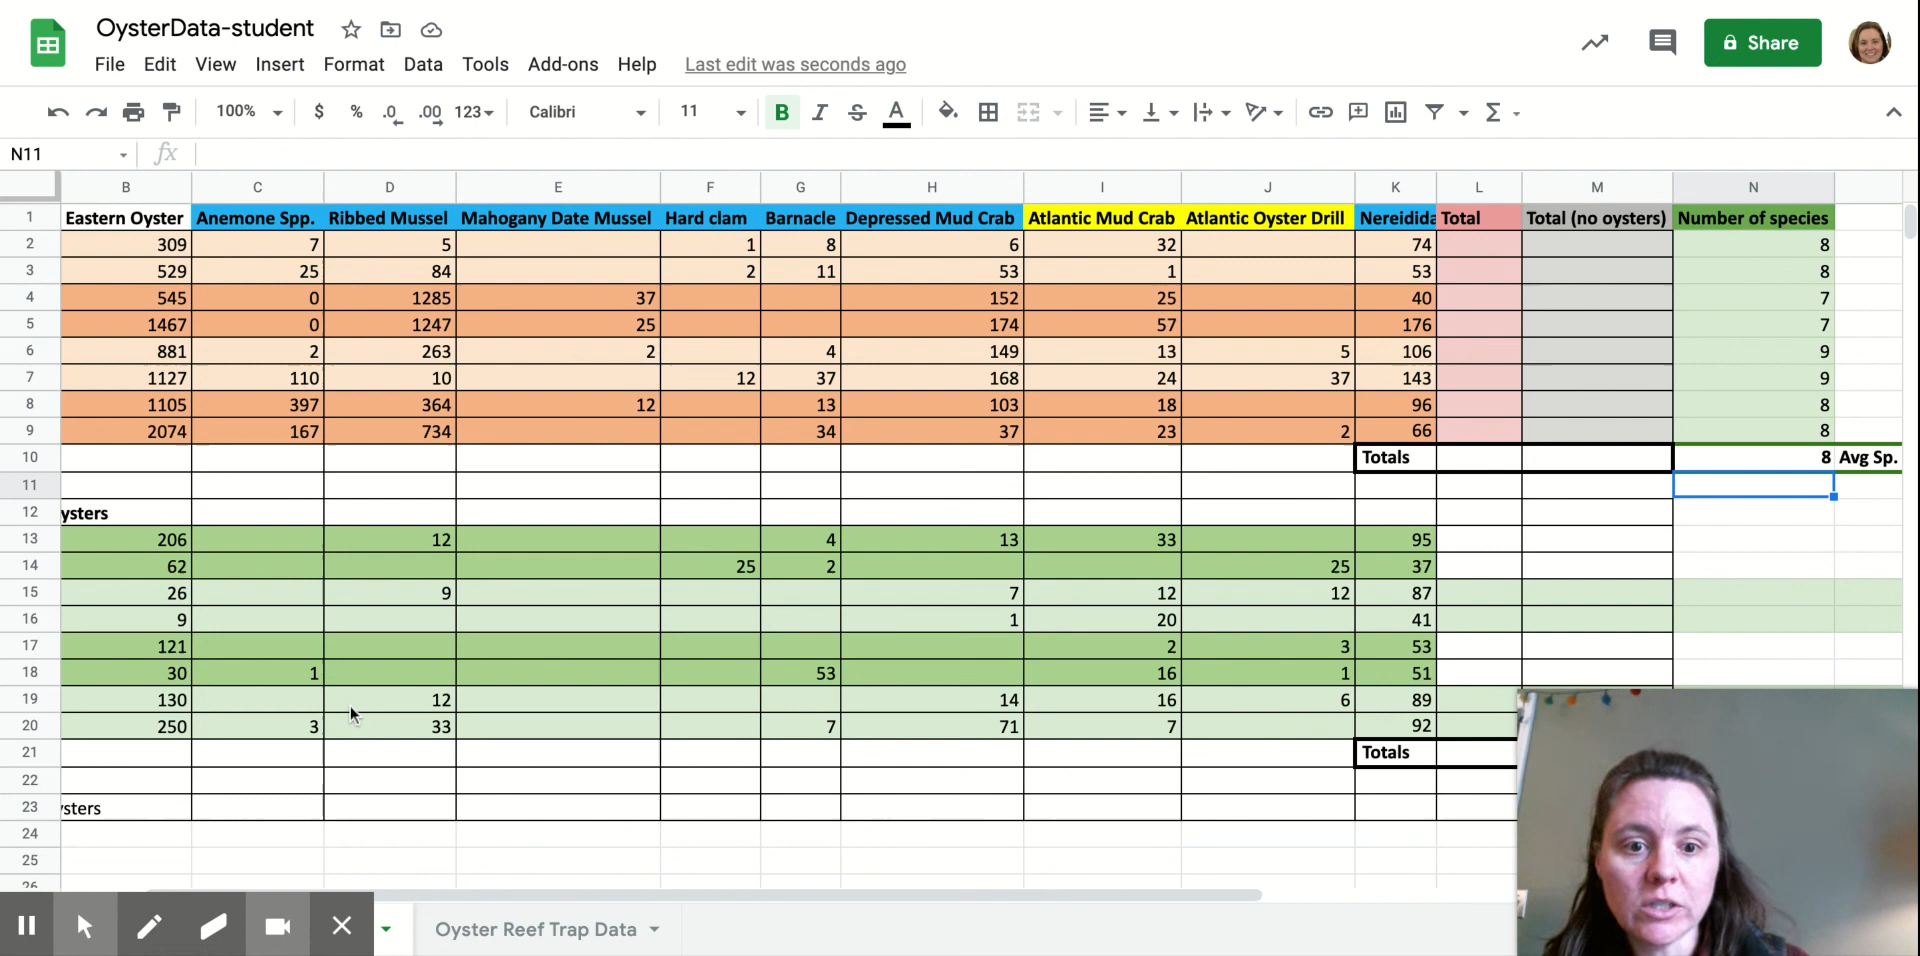 OysterData-student
File Edit View Insert Format Data Tools Add-ons Help Last edit was seconds ago
Share
100% $ % .0 .00 123 Calibri 11 B I S A Σ
N11 fx
B C D E F G H I J K L M N
1 Eastern Oyster Anemone Spp. Ribbed Mussel Mahogany Date Mussel Hard clam Barnacle Depressed Mud Crab Atlantic Mud Crab Atlantic Oyster Drill Nereidida Total Total (no oysters) Number of species
2 309 7 5 1 8 6 32 74 8
3 529 25 84 2 11 53 1 53 8
4 545 0 1285 37 152 25 40 7
5 1467 0 1247 25 174 57 176 7
6 881 2 263 2 4 149 13 5 106 9
7 1127 110 10 12 37 168 24 37 143 9
8 1105 397 364 12 13 103 18 96 8
9 2074 167 734 34 37 23 2 66 8
10 Totals 8 Avg Sp.
11
12 ysters
13 206 12 4 13 33 95
14 62 25 2 25 37
15 26 9 7 12 12 87
16 9 1 20 41
17 121 2 3 53
18 30 1 53 16 1 51
19 130 12 14 16 6 89
20 250 3 33 7 71 7 92
21 Totals
22
23 ysters
24
25
26
Oyster Reef Trap Data